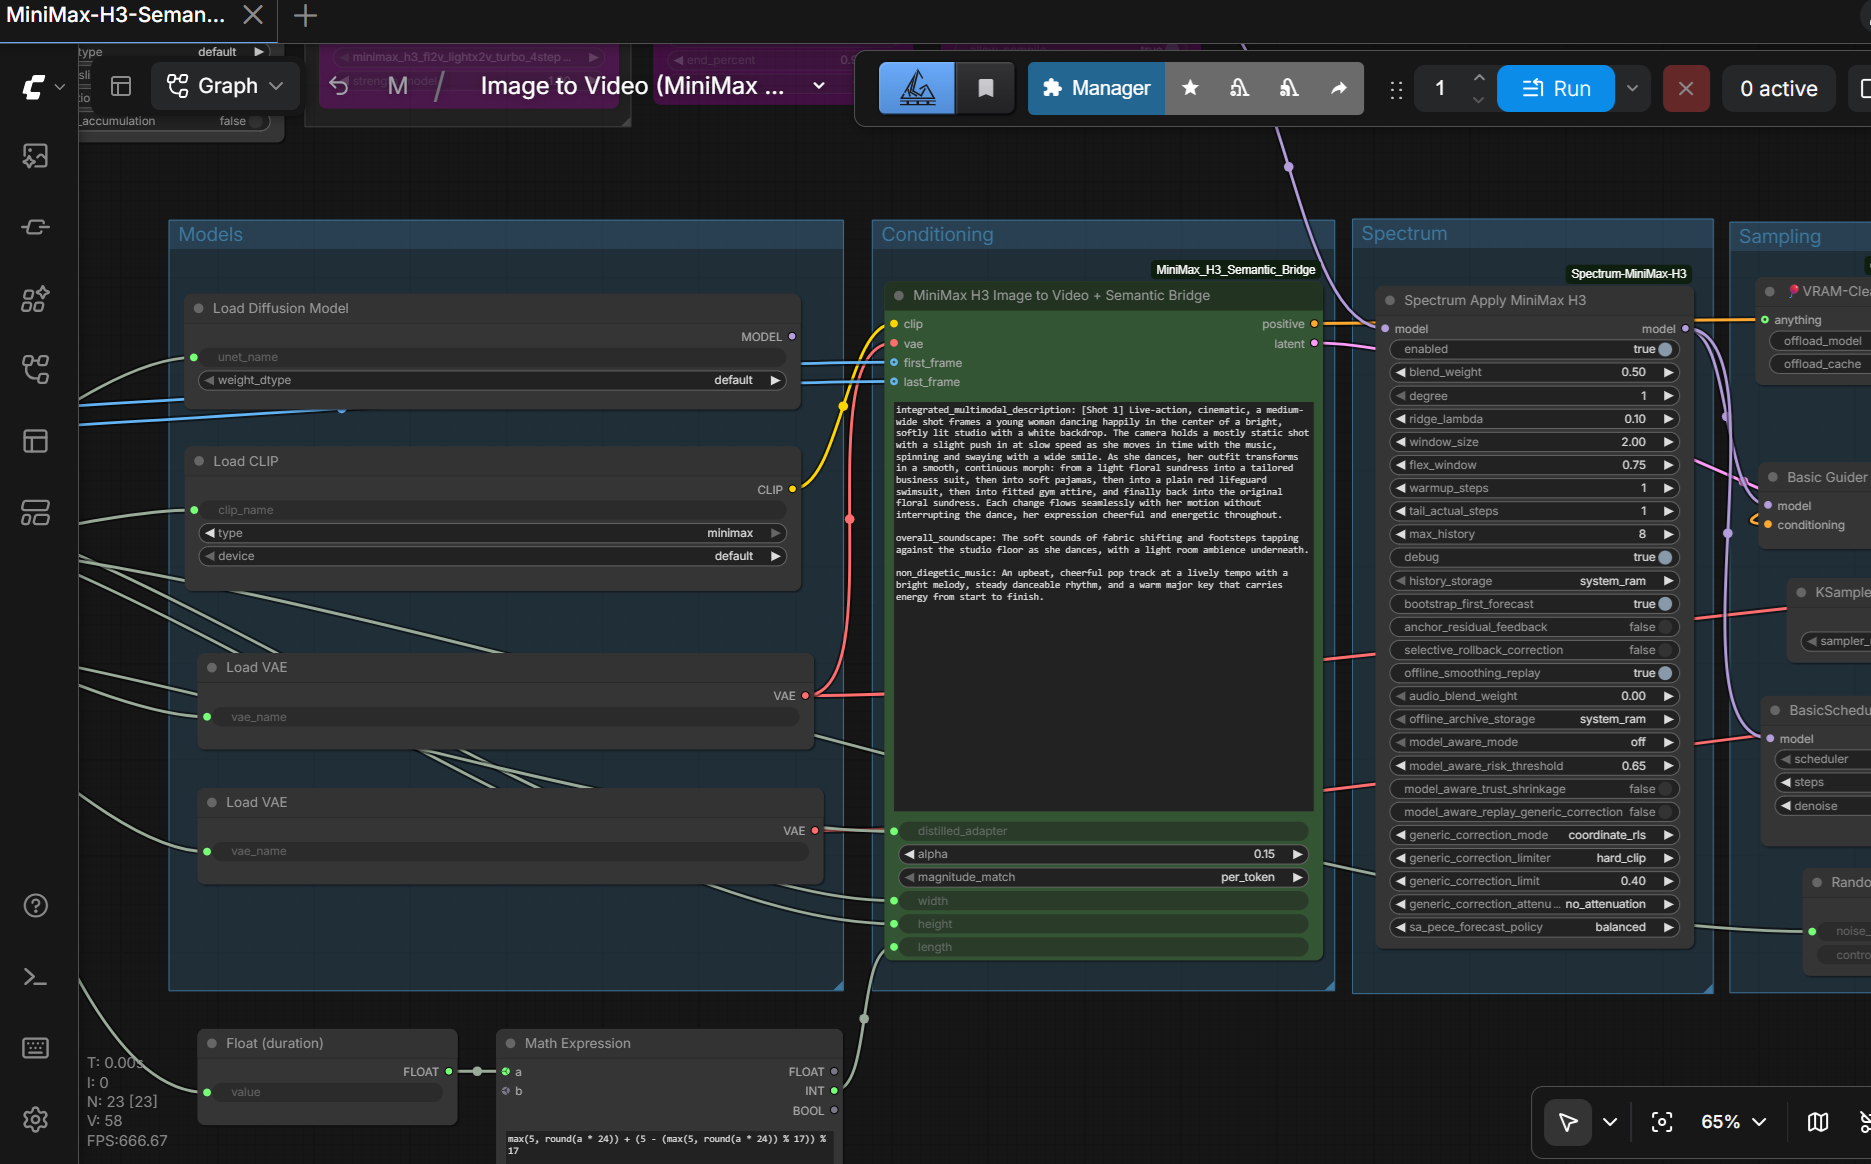 MiniMax-H3-Seman...
type default
minimax_h3_fl2v_lightx2v_turbo_4step ...
end_percent
Graph
M / Image to Video (MiniMax ...
Manager
1
Run
0 active
_accumulation false
Models
Load Diffusion Model
MODEL
unet_name
weight_dtype default
Load CLIP
CLIP
clip_name
type minimax
device default
Load VAE
VAE
vae_name
Load VAE
VAE
vae_name
Conditioning
MiniMax_H3_Semantic_Bridge
MiniMax H3 Image to Video + Semantic Bridge
clip positive
vae latent
first_frame
last_frame
integrated_multimodal_description: [Shot 1] Live-action, cinematic, a medium-
wide shot frames a young woman dancing happily in the center of a bright,
softly lit studio with a white backdrop. The camera holds a mostly static shot
with a slight push in at slow speed as she moves in time with the music,
spinning and swaying with a wide smile. As she dances, her outfit transforms
in a smooth, continuous morph: from a light floral sundress into a tailored
business suit, then into soft pajamas, then into a plain red lifeguard
swimsuit, then into fitted gym attire, and finally back into the original
floral sundress. Each change flows seamlessly with her motion without
interrupting the dance, her expression cheerful and energetic throughout.
overall_soundscape: The soft sounds of fabric shifting and footsteps tapping
against the studio floor as she dances, with a light room ambience underneath.
non_diegetic_music: An upbeat, cheerful pop track at a lively tempo with a
bright melody, steady danceable rhythm, and a warm major key that carries
energy from start to finish.
distilled_adapter
alpha 0.15
magnitude_match per_token
width
height
length
Spectrum
Spectrum-MiniMax-H3
Spectrum Apply MiniMax H3
model model
enabled true
blend_weight 0.50
degree 1
ridge_lambda 0.10
window_size 2.00
flex_window 0.75
warmup_steps 1
tail_actual_steps 1
max_history 8
debug true
history_storage system_ram
bootstrap_first_forecast true
anchor_residual_feedback false
selective_rollback_correction false
offline_smoothing_replay true
audio_blend_weight 0.00
offline_archive_storage system_ram
model_aware_mode off
model_aware_risk_threshold 0.65
model_aware_trust_shrinkage false
model_aware_replay_generic_correction false
generic_correction_mode coordinate_rls
generic_correction_limiter hard_clip
generic_correction_limit 0.40
generic_correction_attenu ... no_attenuation
sa_pece_forecast_policy balanced
Sampling
VRAM-Clea
anything
offload_model
offload_cache
Basic Guider
model
conditioning
KSample
sampler_
BasicSchedu
model
scheduler
steps
denoise
Rando
noise_
contro
Float (duration)
FLOAT
value
Math Expression
a FLOAT
b INT
BOOL
max(5, round(a * 24)) + (5 - (max(5, round(a * 24)) % 17)) %
17
T: 0.00s
I: 0
N: 23 [23]
V: 58
FPS:666.67
65%